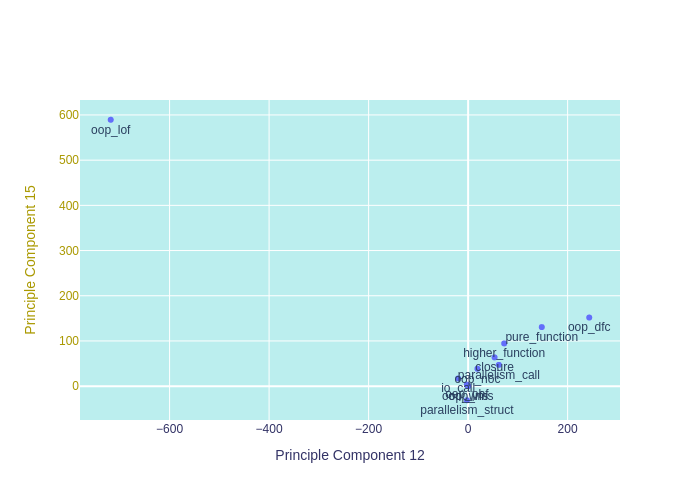 600
oop_lof
500
400
300
200
oop_dfc
100
pure_function
higher_function
closure
parallelism_call
oop_noc
io_call
0
parallelism_struct
−600
−400
−200
0
200
Principle Component 12
Principle Component 15